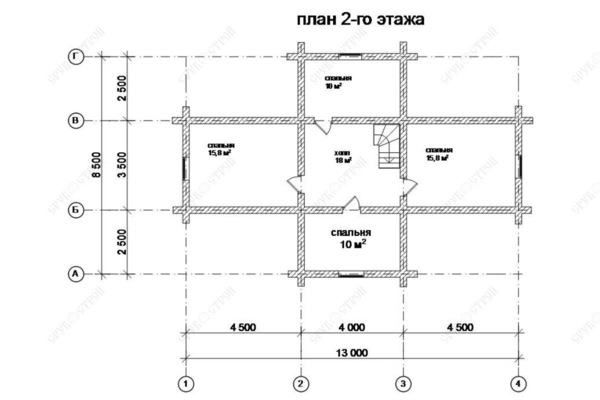 план 2-го этажа
Г
спальня
10 м²
2 500
В
спальня
15,8 м²
холл
18 м²
спальня
15,8 м²
8 500
3 500
Б
спальня
10 м²
2 500
А
4 500
4 000
4 500
13 000
1
2
3
4